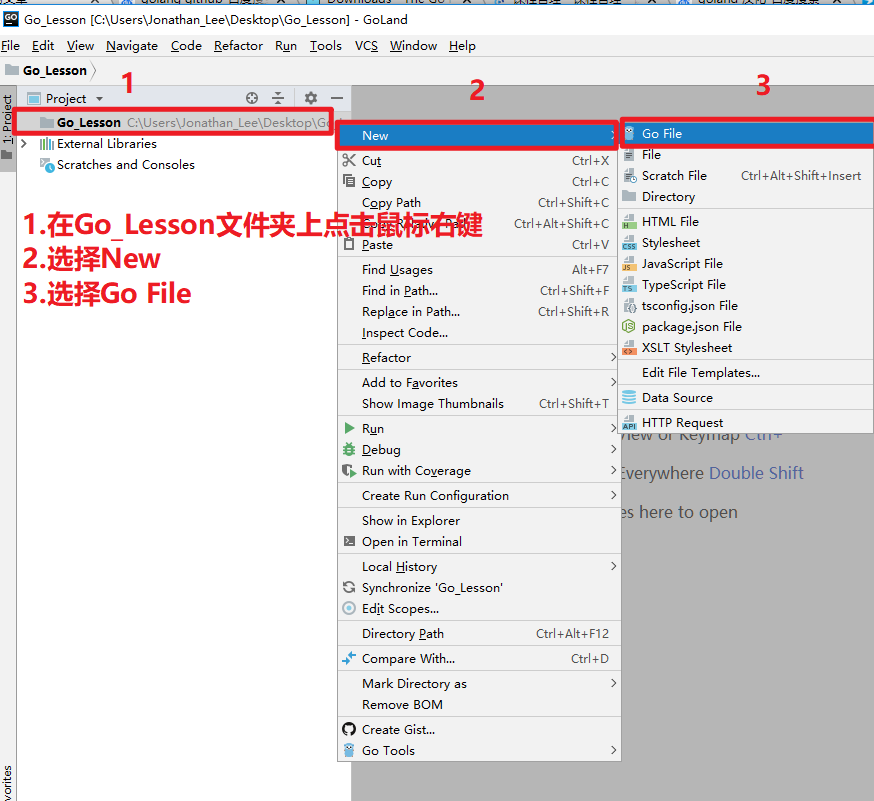 Go_Lesson [C:\Users\Jonathan_Lee\Desktop\Go_Lesson] - GoLand
File Edit View Navigate Code Refactor Run Tools VCS Window Help
Go_Lesson
1 2 3
1: Project
Project
Go_Lesson C:\Users\Jonathan_Lee\Desktop\Go
External Libraries
Scratches and Consoles
1.在Go_Lesson文件夹上点击鼠标右键
2.选择New
3.选择Go File
New
Cut Ctrl+X
Copy Ctrl+C
Copy Path Ctrl+Shift+C
Copy Relative Path Ctrl+Alt+Shift+C
Paste Ctrl+V
Find Usages Alt+F7
Find in Path... Ctrl+Shift+F
Replace in Path... Ctrl+Shift+R
Inspect Code...
Refactor
Add to Favorites
Show Image Thumbnails Ctrl+Shift+T
Run
Debug
Run with Coverage
Create Run Configuration
Show in Explorer
Open in Terminal
Local History
Synchronize 'Go_Lesson'
Edit Scopes...
Directory Path Ctrl+Alt+F12
Compare With... Ctrl+D
Mark Directory as
Remove BOM
Create Gist...
Go Tools
Go File
File
Scratch File Ctrl+Alt+Shift+Insert
Directory
HTML File
Stylesheet
JavaScript File
TypeScript File
tsconfig.json File
package.json File
XSLT Stylesheet
Edit File Templates...
Data Source
HTTP Request
View or Keymap Ctrl+
Everywhere Double Shift
es here to open
vorites